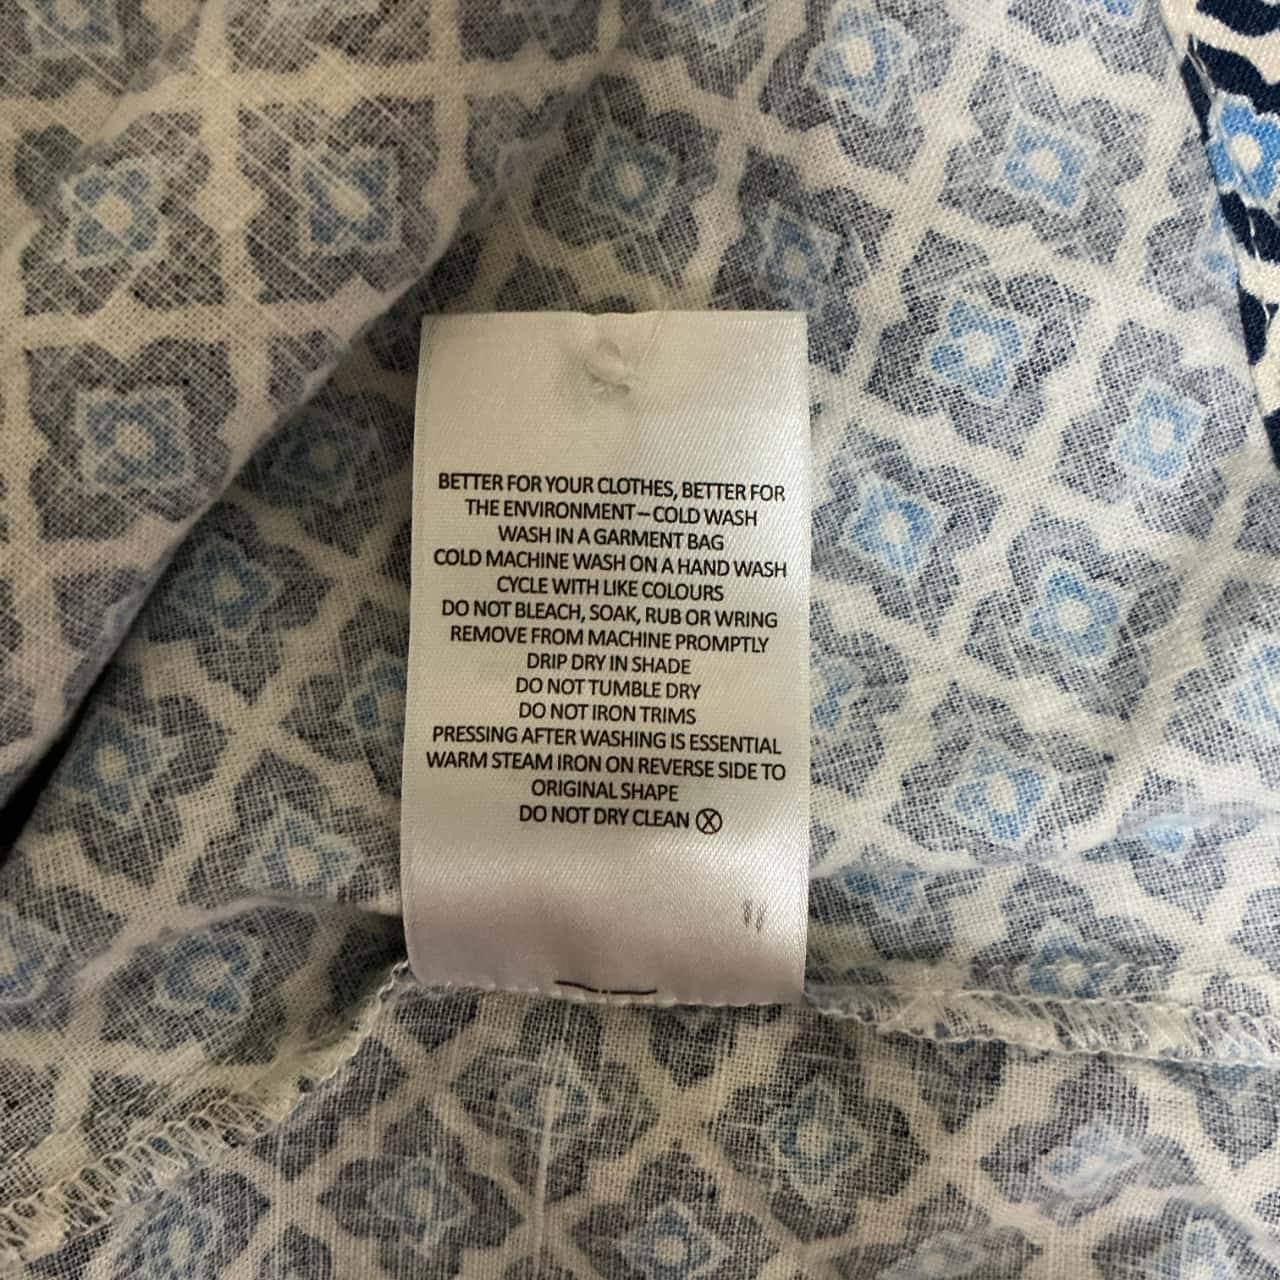 BETTER FOR YOUR CLOTHES, BETTER FOR
THE ENVIRONMENT–COLD WASH
WASH IN A GARMENT BAG
COLD MACHINE WASH ON A HAND WASH
CYCLE WITH LIKE COLOURS
DO NOT BLEACH, SOAK, RUB OR WRING
REMOVE FROM MACHINE PROMPTLY
DRIP DRY IN SHADE
DO NOT TUMBLE DRY
DO NOT IRON TRIMS
PRESSING AFTER WASHING IS ESSENTIAL
WARM STEAM IRON ON REVERSE SIDE TO
ORIGINAL SHAPE
DO NOT DRY CLEAN